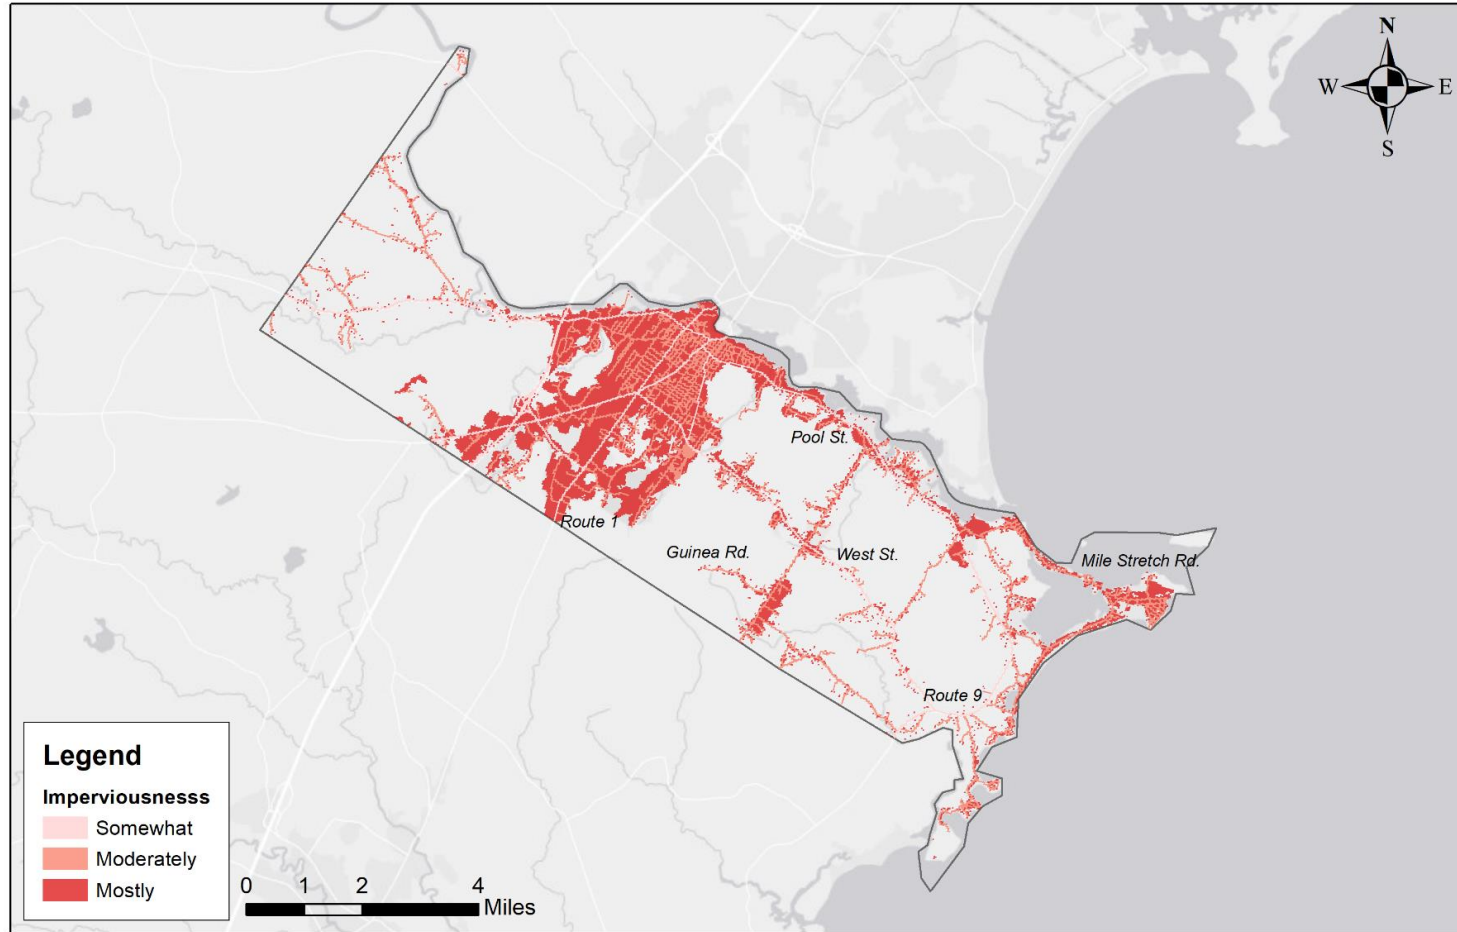 N
W E
S
Pool St.
Route 1
Guinea Rd.
West St.
Mile Stretch Rd.
Route 9
Legend
Imperviousnesss
Somewhat
Moderately
Mostly
0 1 2 4
Miles